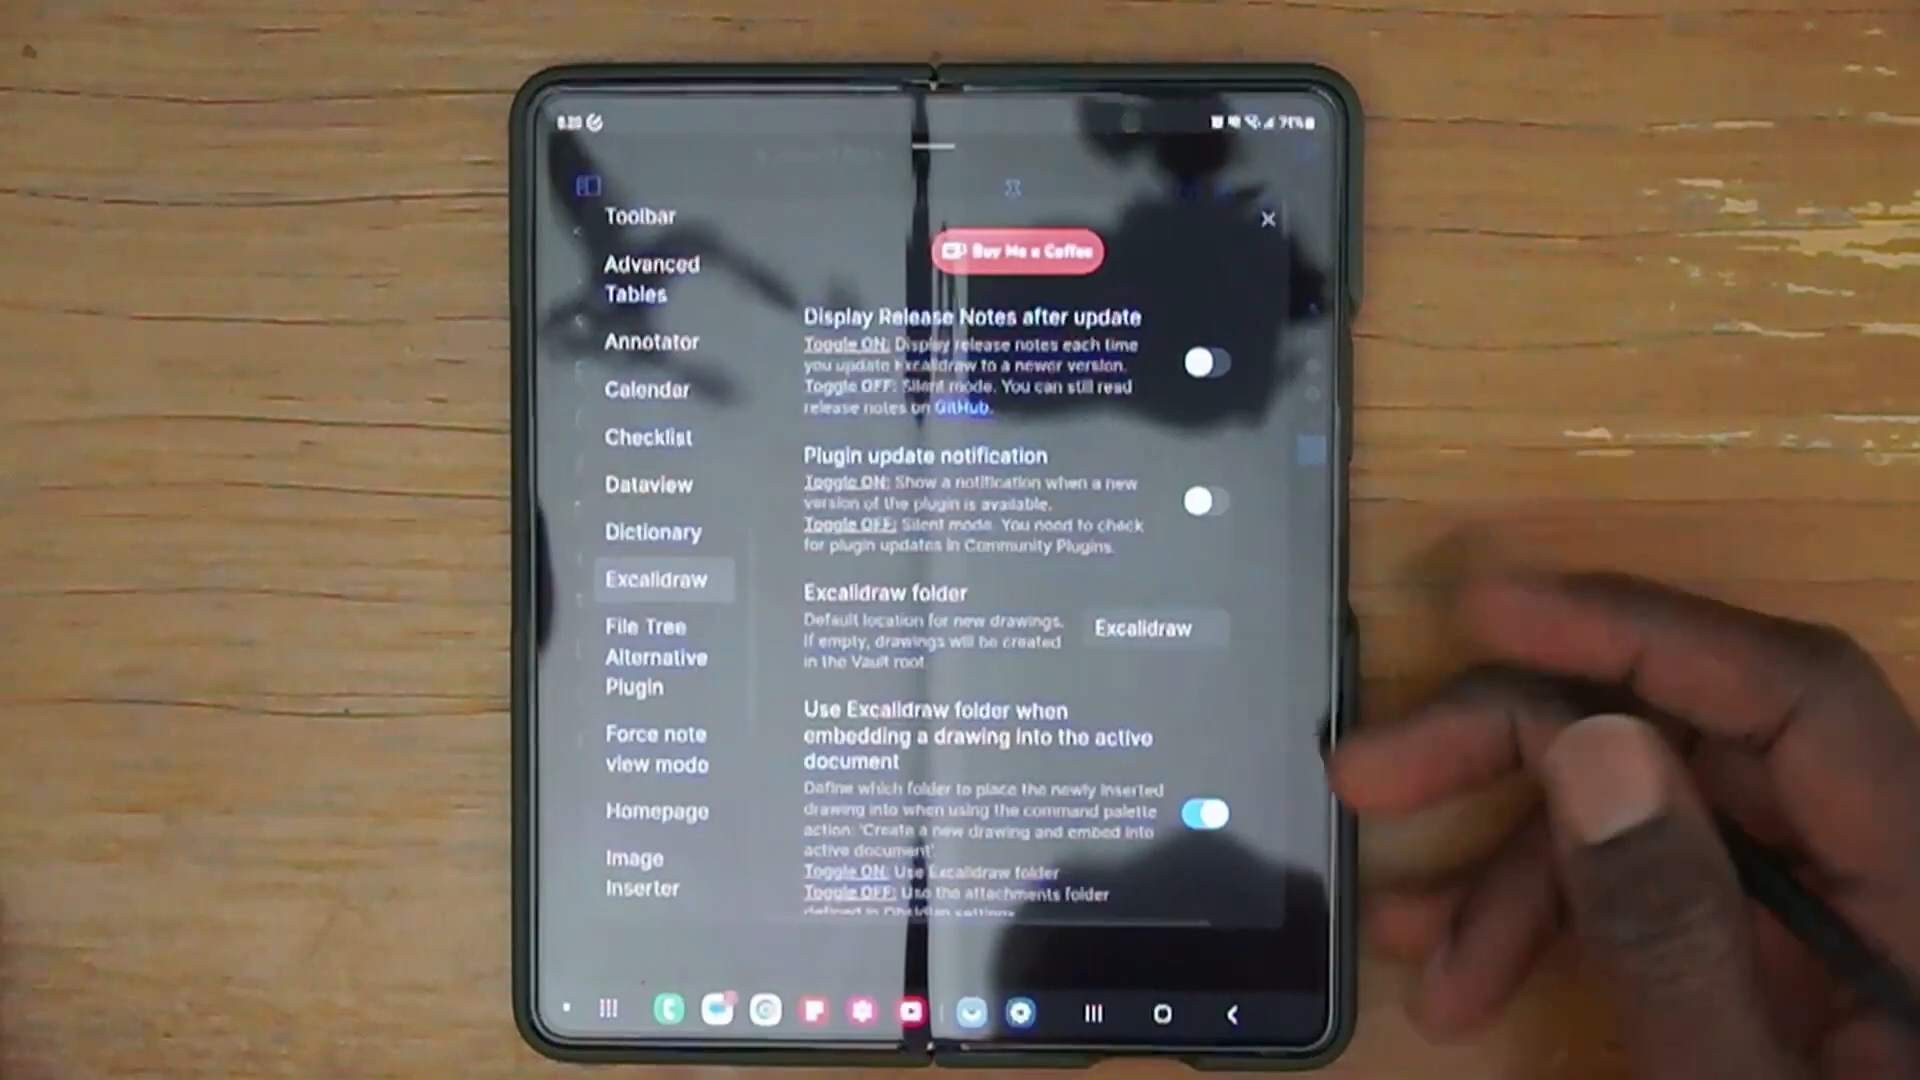 74%
Toolbar
Advanced
Tables
Annotator
Calendar
Checklist
Dataview
Dictionary
Excalidraw
File Tree
Alternative
Plugin
Force note
view mode
Homepage
Image
Inserter
Buy Me a Coffee
Display Release Notes after update
Toggle ON: Display release notes each time
you update Excalidraw to a newer version.
Toggle OFF: Silent mode. You can still read
release notes on GitHub.
Plugin update notification
Toggle ON: Show a notification when a new
version of the plugin is available.
Toggle OFF: Silent mode. You need to check
for plugin updates in Community Plugins.
Excalidraw folder
Default location for new drawings.
If empty, drawings will be created
in the Vault root.
Excalidraw
Use Excalidraw folder when
embedding a drawing into the active
document
Define which folder to place the newly inserted
drawing into when using the command palette
action: 'Create a new drawing and embed into
active document'.
Toggle ON: Use Excalidraw folder
Toggle OFF: Use the attachments folder
defined in Obsidian settings.